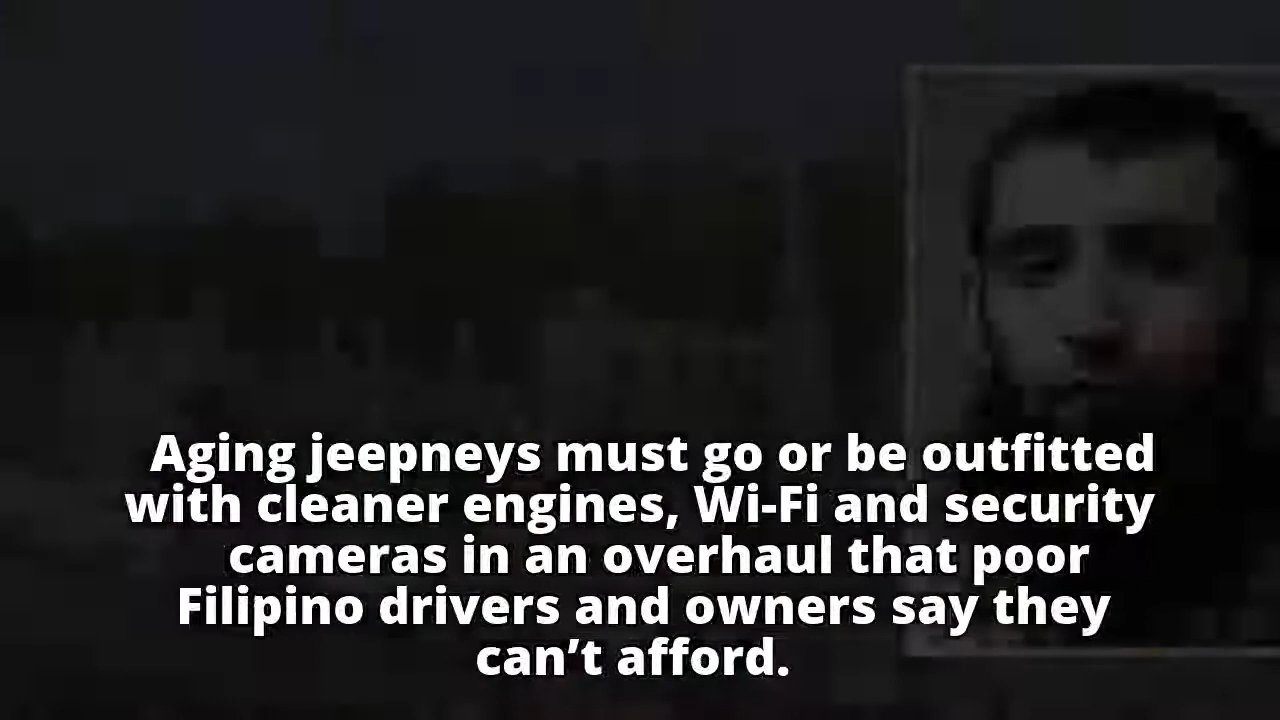 Aging jeepneys must go or be outfitted
with cleaner engines, Wi-Fi and security
cameras in an overhaul that poor
Filipino drivers and owners say they
can’t afford.